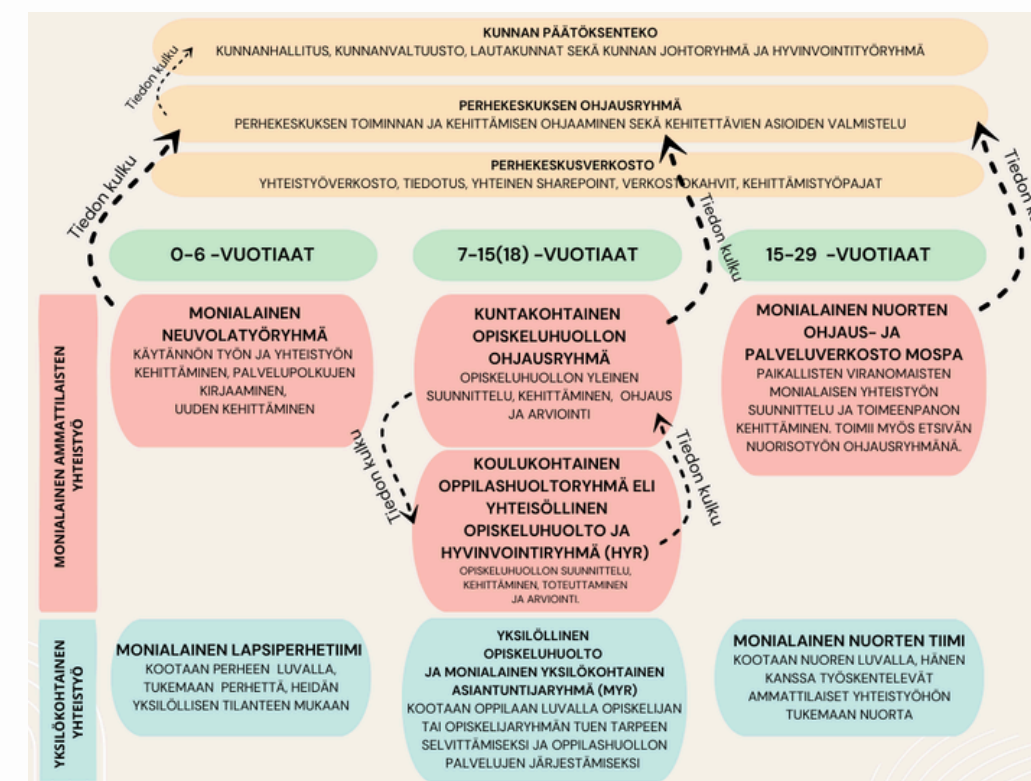 KUNNAN PÄÄTÖKSENTEKO
KUNNANHALLITUS, KUNNANVALTUUSTO, LAUTAKUNNAT SEKÄ KUNNAN JOHTORYHMÄ JA HYVINVOINTITYÖRYHMÄ
Tiedon kulku
PERHEKESKUKSEN OHJAUSRYHMÄ
PERHEKESKUKSEN TOIMINNAN JA KEHITTÄMISEN OHJAAMINEN SEKÄ KEHITETTÄVIEN ASIOIDEN VALMISTELU
PERHEKESKUSVERKOSTO
YHTEISTYÖVERKOSTO, TIEDOTUS, YHTEINEN SHAREPOINT, VERKOSTOKAHVIT, KEHITTÄMISTYÖPAJAT
Tiedon kulku
Tiedon kulku
Tiedon ku
0-6 -VUOTIAAT
7-15(18) -VUOTIAAT
15-29 -VUOTIAAT
MONIALAINEN AMMATTILAISTEN
YHTEISTYÖ
MONIALAINEN
NEUVOLATYÖRYHMÄ
KÄYTÄNNÖN TYÖN JA YHTEISTYÖN
KEHITTÄMINEN, PALVELUPOLKUJEN
KIRJAAMINEN,
UUDEN KEHITTÄMINEN
KUNTAKOHTAINEN
OPISKELUHUOLLON
OHJAUSRYHMÄ
OPISKELUHUOLLON YLEINEN
SUUNNITTELU, KEHITTÄMINEN, OHJAUS
JA ARVIOINTI
MONIALAINEN NUORTEN
OHJAUS- JA
PALVELUVERKOSTO MOSPA
PAIKALLISTEN VIRANOMAISTEN
MONIALAISEN YHTEISTYÖN
SUUNNITTELU JA TOIMEENPANON
KEHITTÄMINEN. TOIMII MYÖS ETSIVÄN
NUORISOTYÖN OHJAUSRYHMÄNÄ.
Tiedon kulku
Tiedon kulku
KOULUKOHTAINEN
OPPILASHUOLTORYHMÄ ELI
YHTEISÖLLINEN
OPISKELUHUOLTO JA
HYVINVOINTIRYHMÄ (HYR)
OPISKELUHUOLLON SUUNNITTELU,
KEHITTÄMINEN, TOTEUTTAMINEN
JA ARVIOINTI.
YKSILÖKOHTAINEN
YHTEISTYÖ
MONIALAINEN LAPSIPERHETIIMI
KOOTAAN PERHEEN LUVALLA,
TUKEMAAN PERHETTÄ, HEIDÄN
YKSILÖLLISEN TILANTEEN MUKAAN
YKSILÖLLINEN
OPISKELUHUOLTO
JA MONIALAINEN YKSILÖKOHTAINEN
ASIANTUNTIJARYHMÄ (MYR)
KOOTAAN OPPILAAN LUVALLA OPISKELIJAN
TAI OPISKELIJARYHMÄN TUEN TARPEEN
SELVITTÄMISEKSI JA OPPILASHUOLLON
PALVELUJEN JÄRJESTÄMISEKSI
MONIALAINEN NUORTEN TIIMI
KOOTAAN NUOREN LUVALLA, HÄNEN
KANSSA TYÖSKENTELEVÄT
AMMATTILAISET YHTEISTYÖHÖN
TUKEMAAN NUORTA